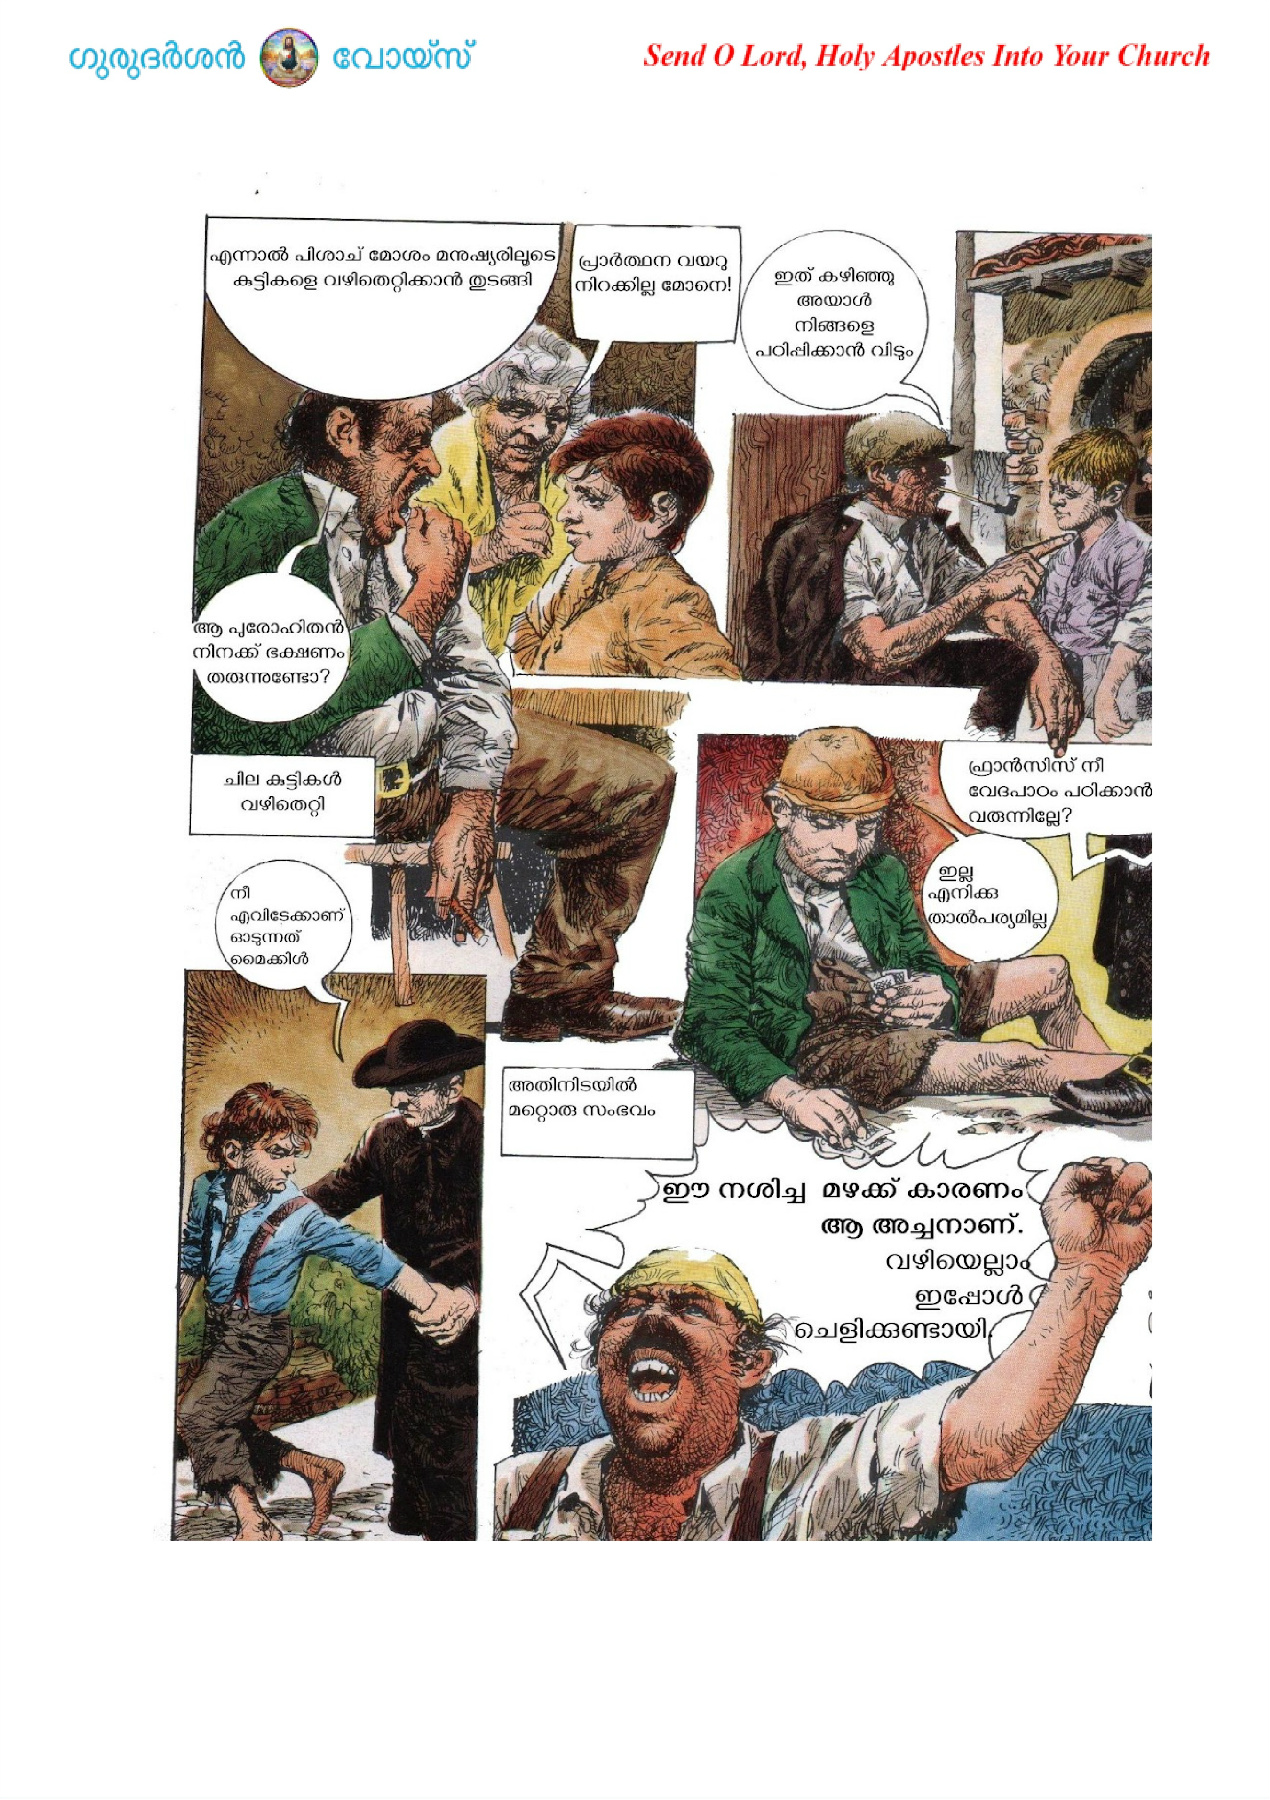 ഗുരുദർശൻ വോയ്സ്
Send O Lord, Holy Apostles Into Your Church
എന്നാൽ പിശാച് മോശം മനുഷ്യരിലൂടെ
കുട്ടികളെ വഴിതെറ്റിക്കാൻ തുടങ്ങി
പ്രാർത്ഥന വയറു
നിറക്കില്ല മോനെ!
ഇത് കഴിഞ്ഞു
അയാൾ
നിങ്ങളെ
പഠിപ്പിക്കാൻ വിടും
ആ പുരോഹിതൻ
നിനക്ക് ഭക്ഷണം
തരുന്നുണ്ടോ?
ചില കുട്ടികൾ
വഴിതെറ്റി
ഫ്രാൻസിസ് നീ
വേദപാഠം പഠിക്കാൻ
വരുന്നില്ലേ?
ഇല്ല
എനിക്കു
താൽപര്യമില്ല
നീ
എവിടേക്കാണ്
ഓടുന്നത്
മൈക്കിൾ
അതിനിടയിൽ
മറ്റൊരു സംഭവം
ഈ നശിച്ച മഴക്ക് കാരണം
ആ അച്ചനാണ്.
വഴിയെല്ലാം
ഇപ്പോൾ
ചെളിക്കുണ്ടായി.